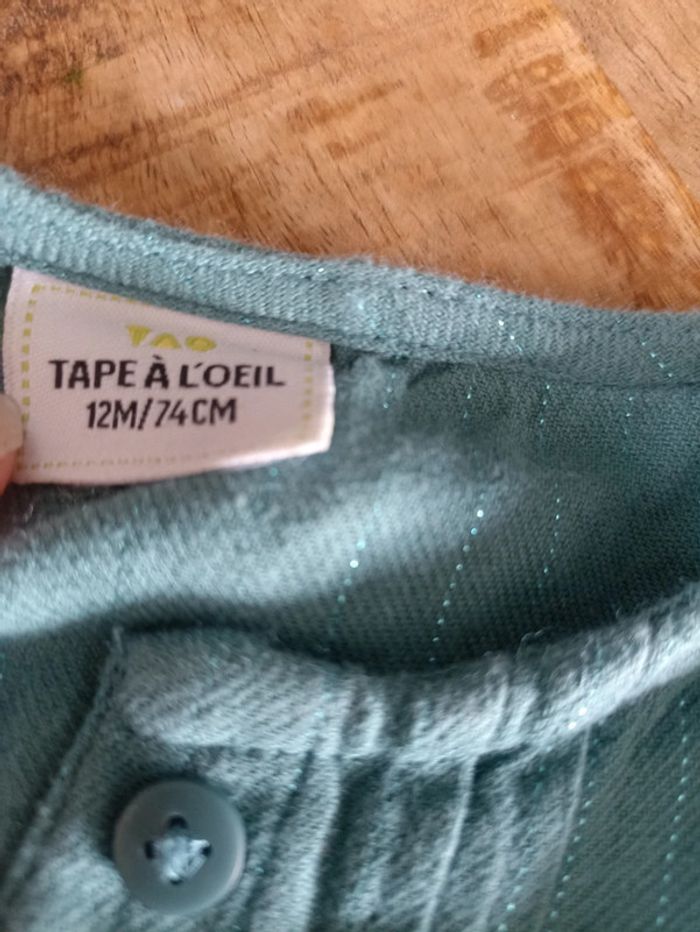 TAO
TAPE À L'OEIL
12M/74CM